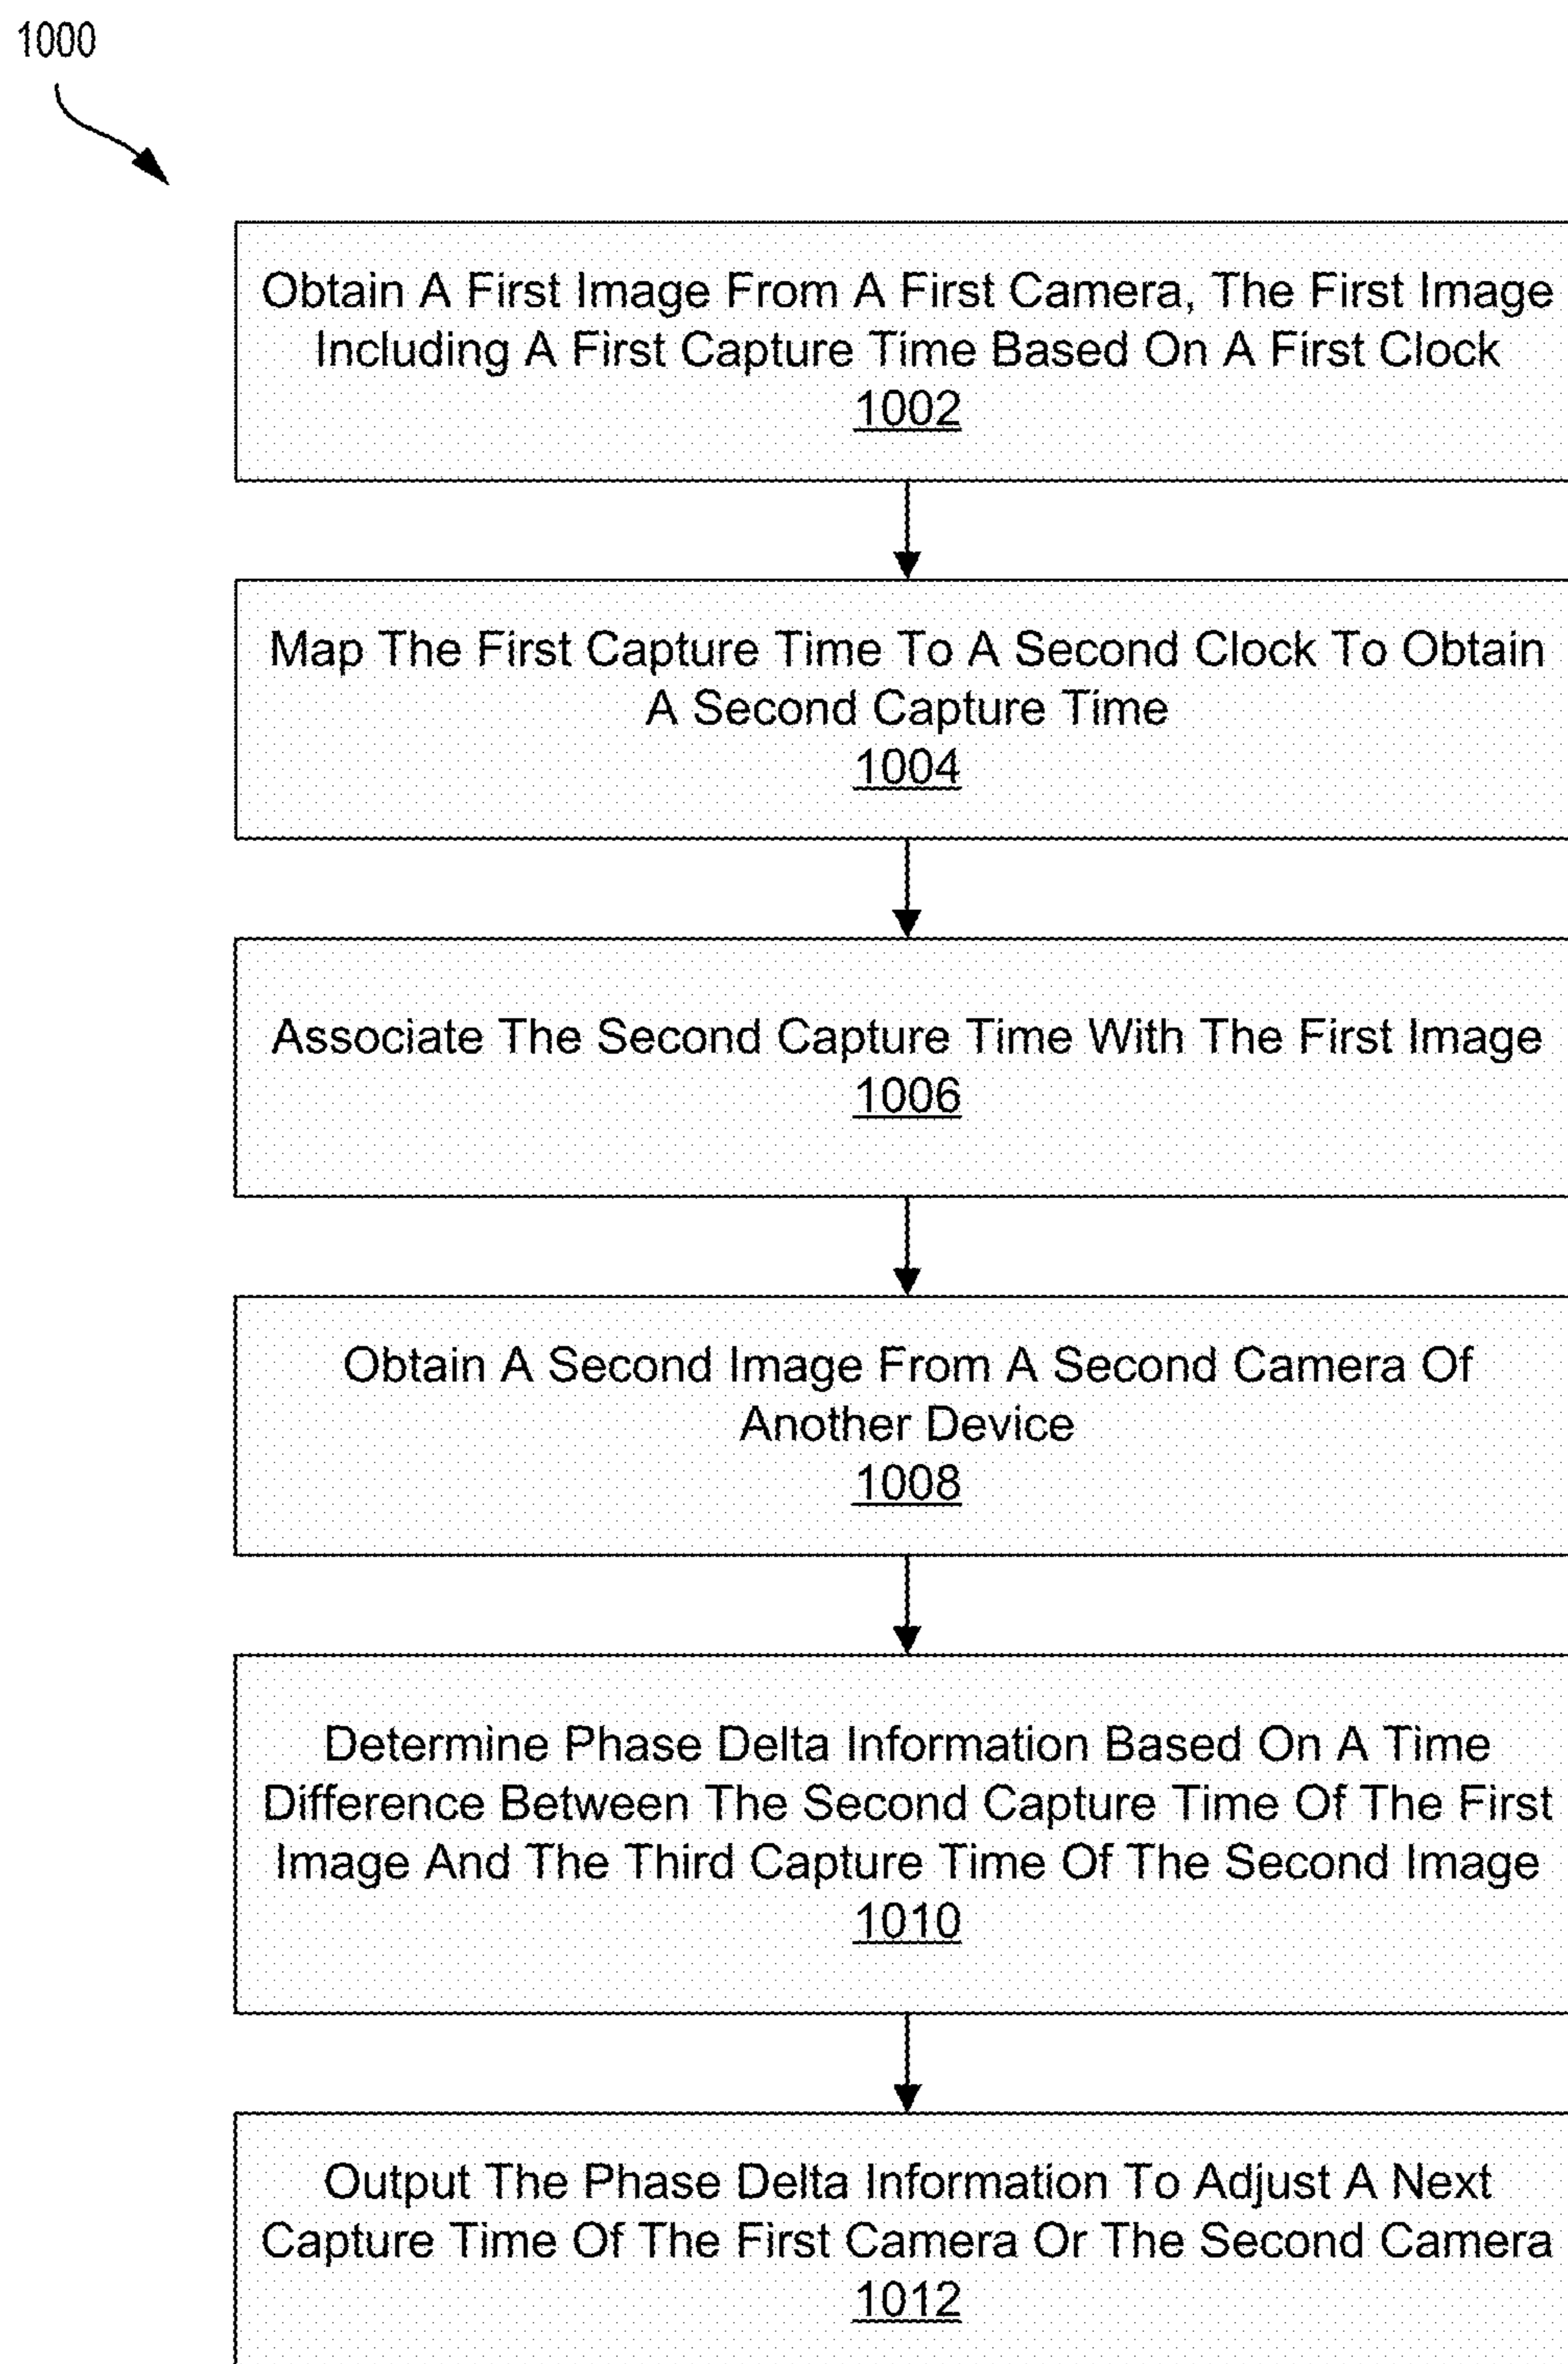 1000
Obtain A First Image From A First Camera, The First Image
Including A First Capture Time Based On A First Clock
1002
Map The First Capture Time To A Second Clock To Obtain
A Second Capture Time
1004
Associate The Second Capture Time With The First Image
1006
Obtain A Second Image From A Second Camera Of
Another Device
1008
Determine Phase Delta Information Based On A Time
Difference Between The Second Capture Time Of The First
Image And The Third Capture Time Of The Second Image
1010
Output The Phase Delta Information To Adjust A Next
Capture Time Of The First Camera Or The Second Camera
1012